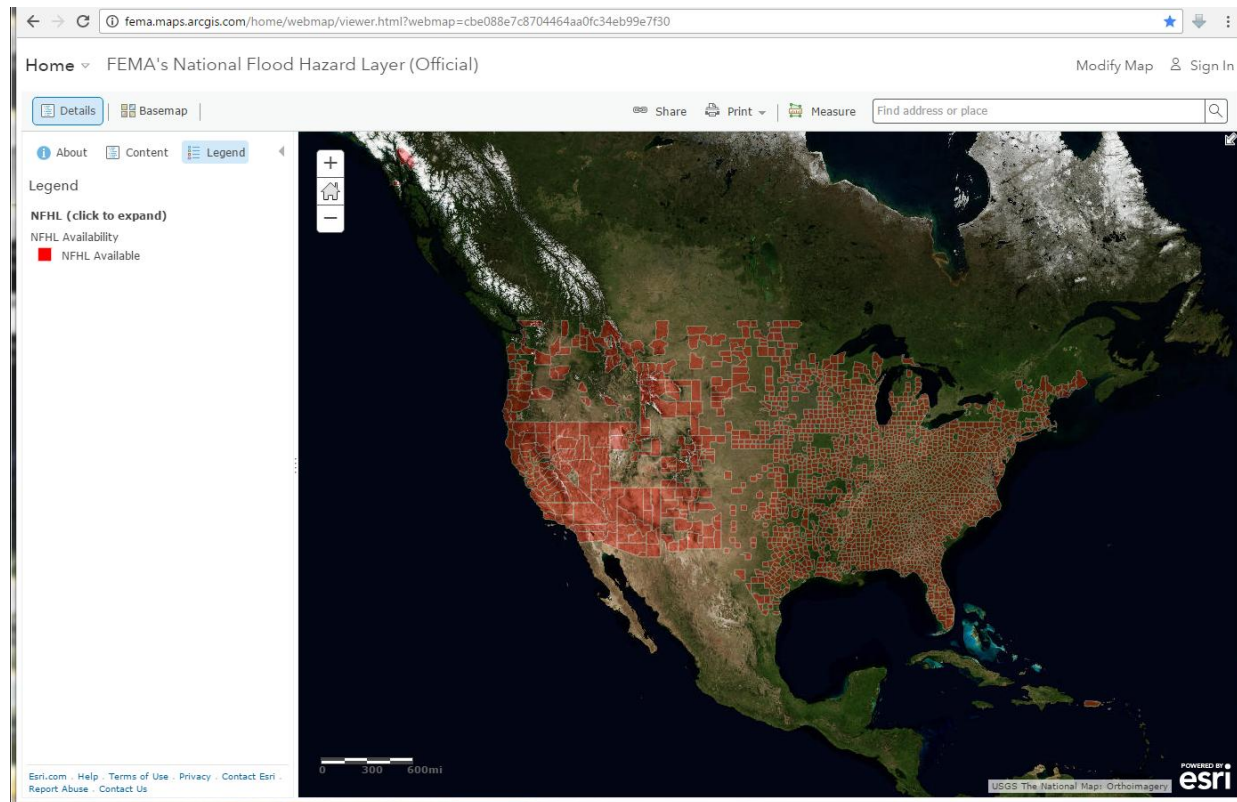 fema.maps.arcgis.com/home/webmap/viewer.html?webmap=cbe088e7c8704464aa0fc34eb99e7f30
Home FEMA's National Flood Hazard Layer (Official) Modify Map Sign In
Details Basemap Share Print Measure Find address or place
About Content Legend
Legend
NFHL (click to expand)
NFHL Availability
NFHL Available
0 300 600mi
Esri.com . Help . Terms of Use . Privacy . Contact Esri .
Report Abuse . Contact Us
USGS The National Map: Orthoimagery
POWERED BY
esri